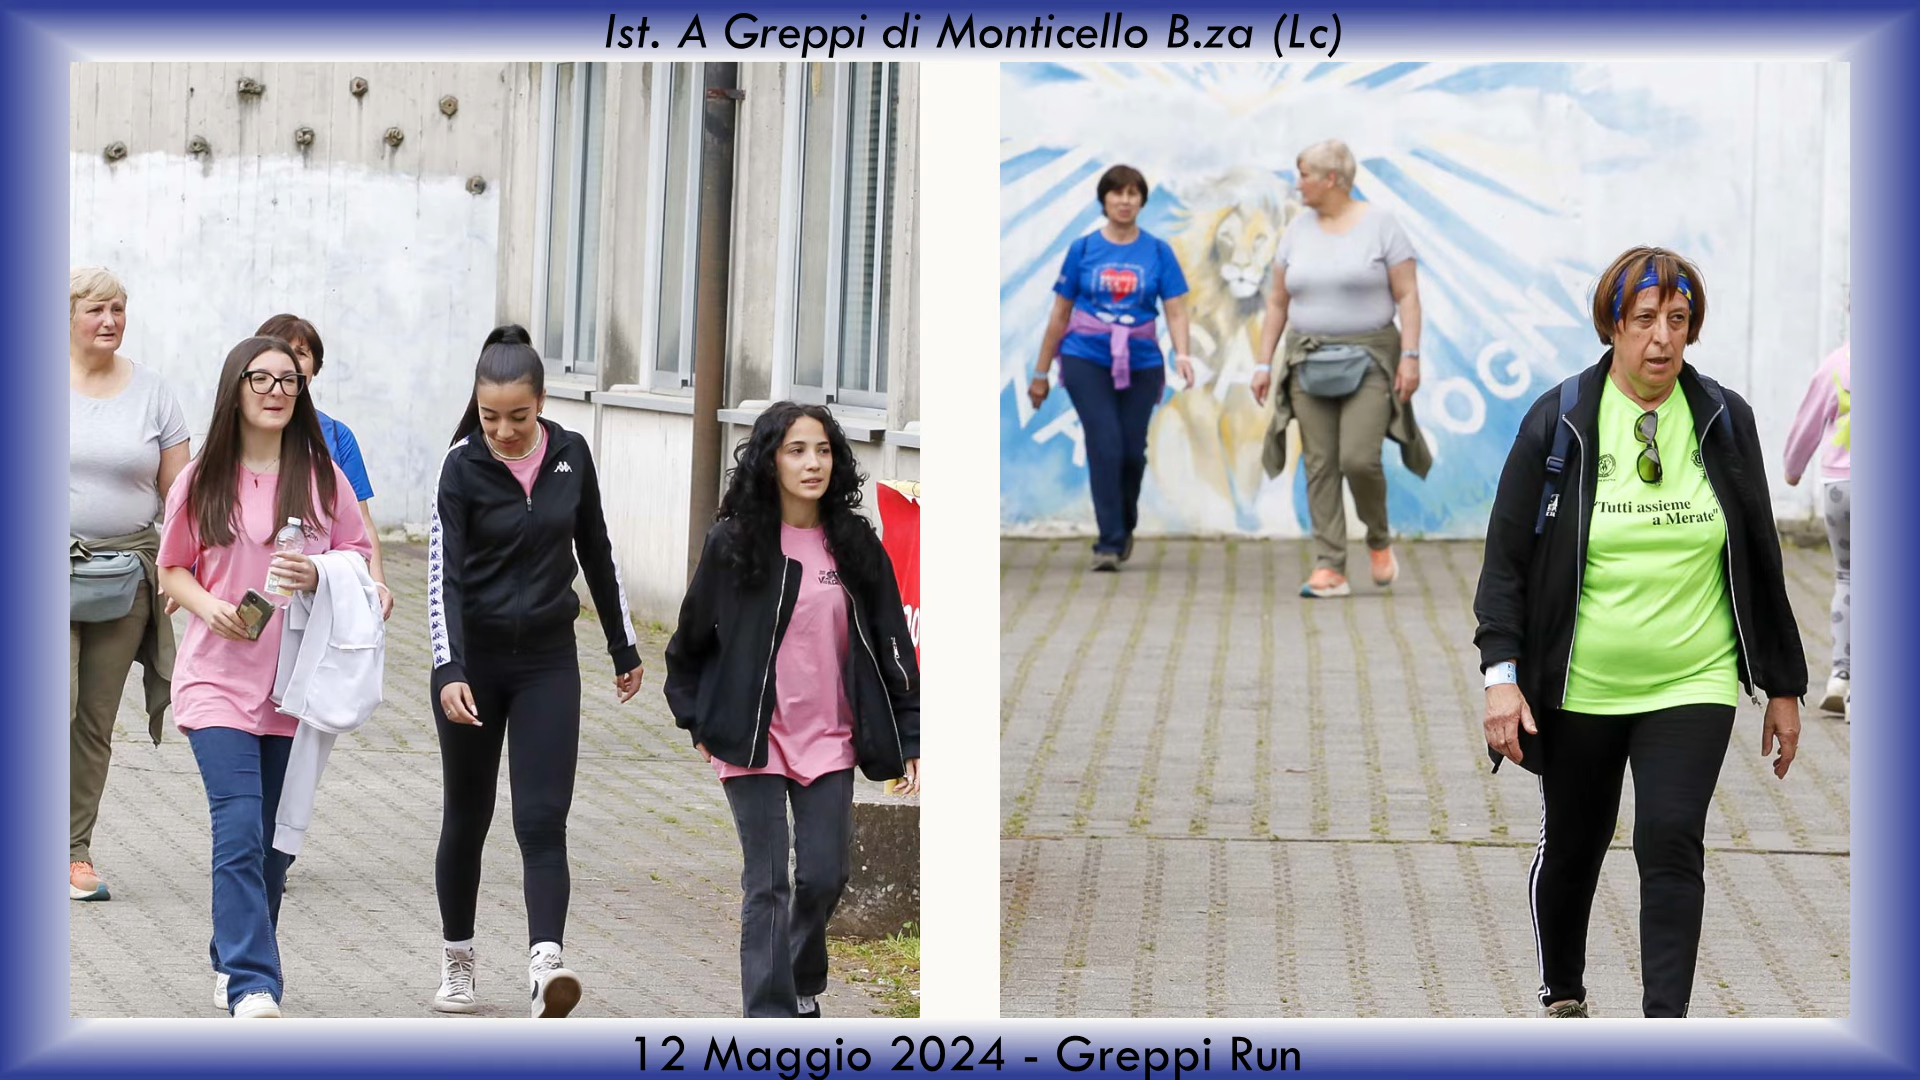 Ist. A Greppi di Monticello B.za (Lc)
"Tutti assieme
a Merate"
12 Maggio 2024 - Greppi Run